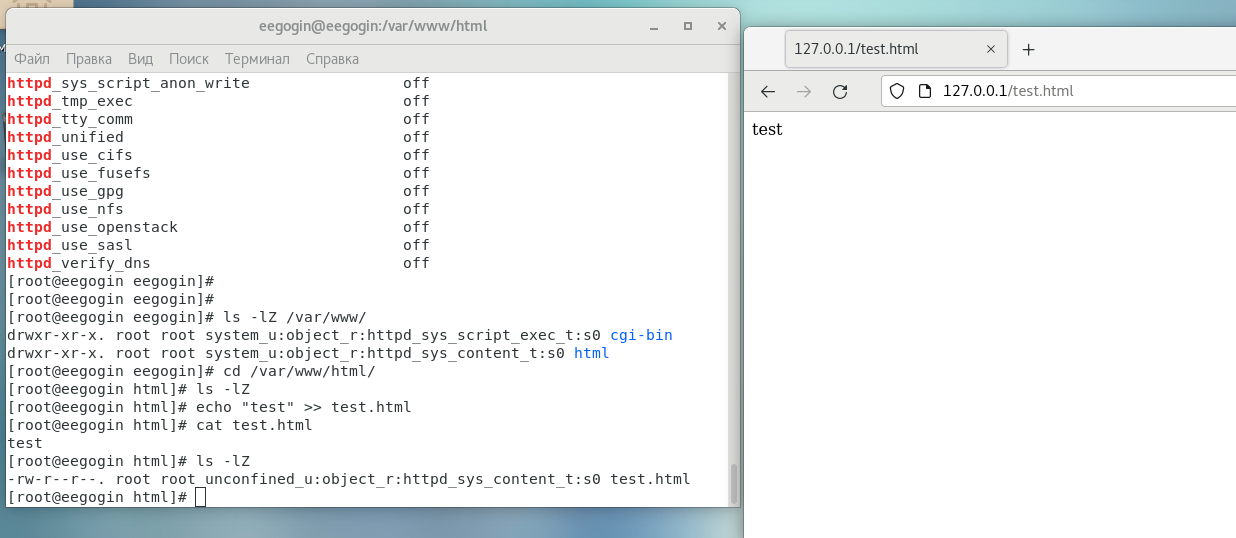 eegogin@eegogin:/var/www/html
Файл Правка Вид Поиск Терминал Справка
httpd_sys_script_anon_write off
httpd_tmp_exec off
httpd_tty_comm off
httpd_unified off
httpd_use_cifs off
httpd_use_fusefs off
httpd_use_gpg off
httpd_use_nfs off
httpd_use_openstack off
httpd_use_sasl off
httpd_verify_dns off
[root@eegogin eegogin]#
[root@eegogin eegogin]#
[root@eegogin eegogin]# ls -lZ /var/www/
drwxr-xr-x. root root system_u:object_r:httpd_sys_script_exec_t:s0 cgi-bin
drwxr-xr-x. root root system_u:object_r:httpd_sys_content_t:s0 html
[root@eegogin eegogin]# cd /var/www/html/
[root@eegogin html]# ls -lZ
[root@eegogin html]# echo "test" >> test.html
[root@eegogin html]# cat test.html
test
[root@eegogin html]# ls -lZ
-rw-r--r--. root root unconfined_u:object_r:httpd_sys_content_t:s0 test.html
[root@eegogin html]#
127.0.0.1/test.html
127.0.0.1/test.html
test